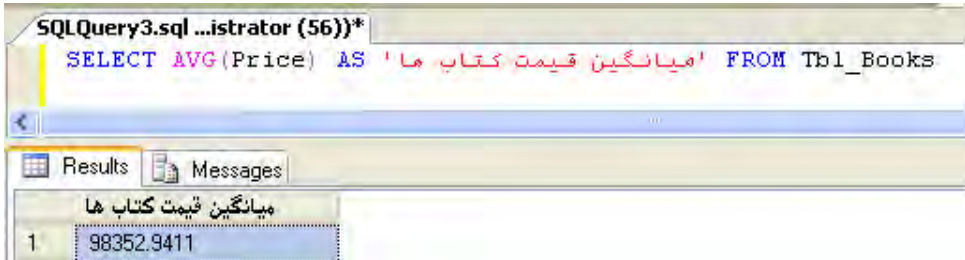 SQLQuery3.sql ...istrator (56))*
SELECT AVG(Price) AS 'میانگین قیمت کتاب ها' FROM Tbl_Books
Results Messages
میانگین قیمت کتاب ها
1 98352.9411